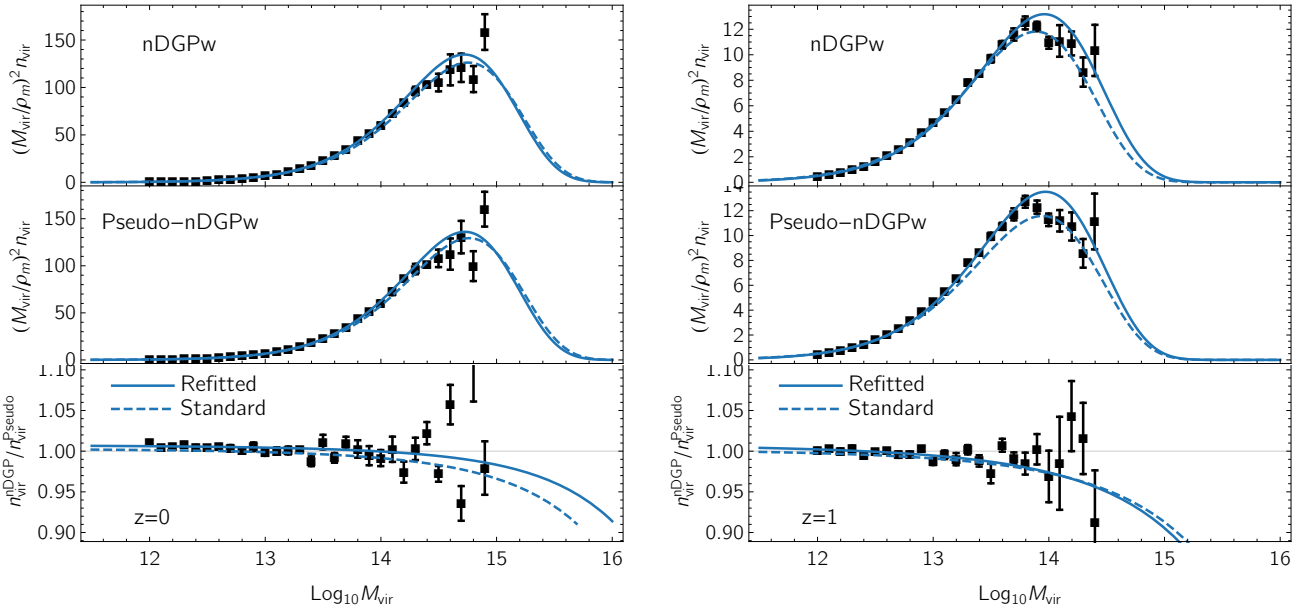 nDGPw
(M_vir/ρ_m)² n_vir
150
100
50
0
Pseudo−nDGPw
(M_vir/ρ_m)² n_vir
150
100
50
0
n_vir^nDGP/n_vir^Pseudo
1.10
1.05
1.00
0.95
0.90
Refitted
Standard
z=0
12 13 14 15 16
Log₁₀ M_vir
nDGPw
(M_vir/ρ_m)² n_vir
12
10
8
6
4
2
0
Pseudo−nDGPw
(M_vir/ρ_m)² n_vir
14
12
10
8
6
4
2
0
n_vir^nDGP/n_vir^Pseudo
1.10
1.05
1.00
0.95
0.90
Refitted
Standard
z=1
12 13 14 15 16
Log₁₀ M_vir